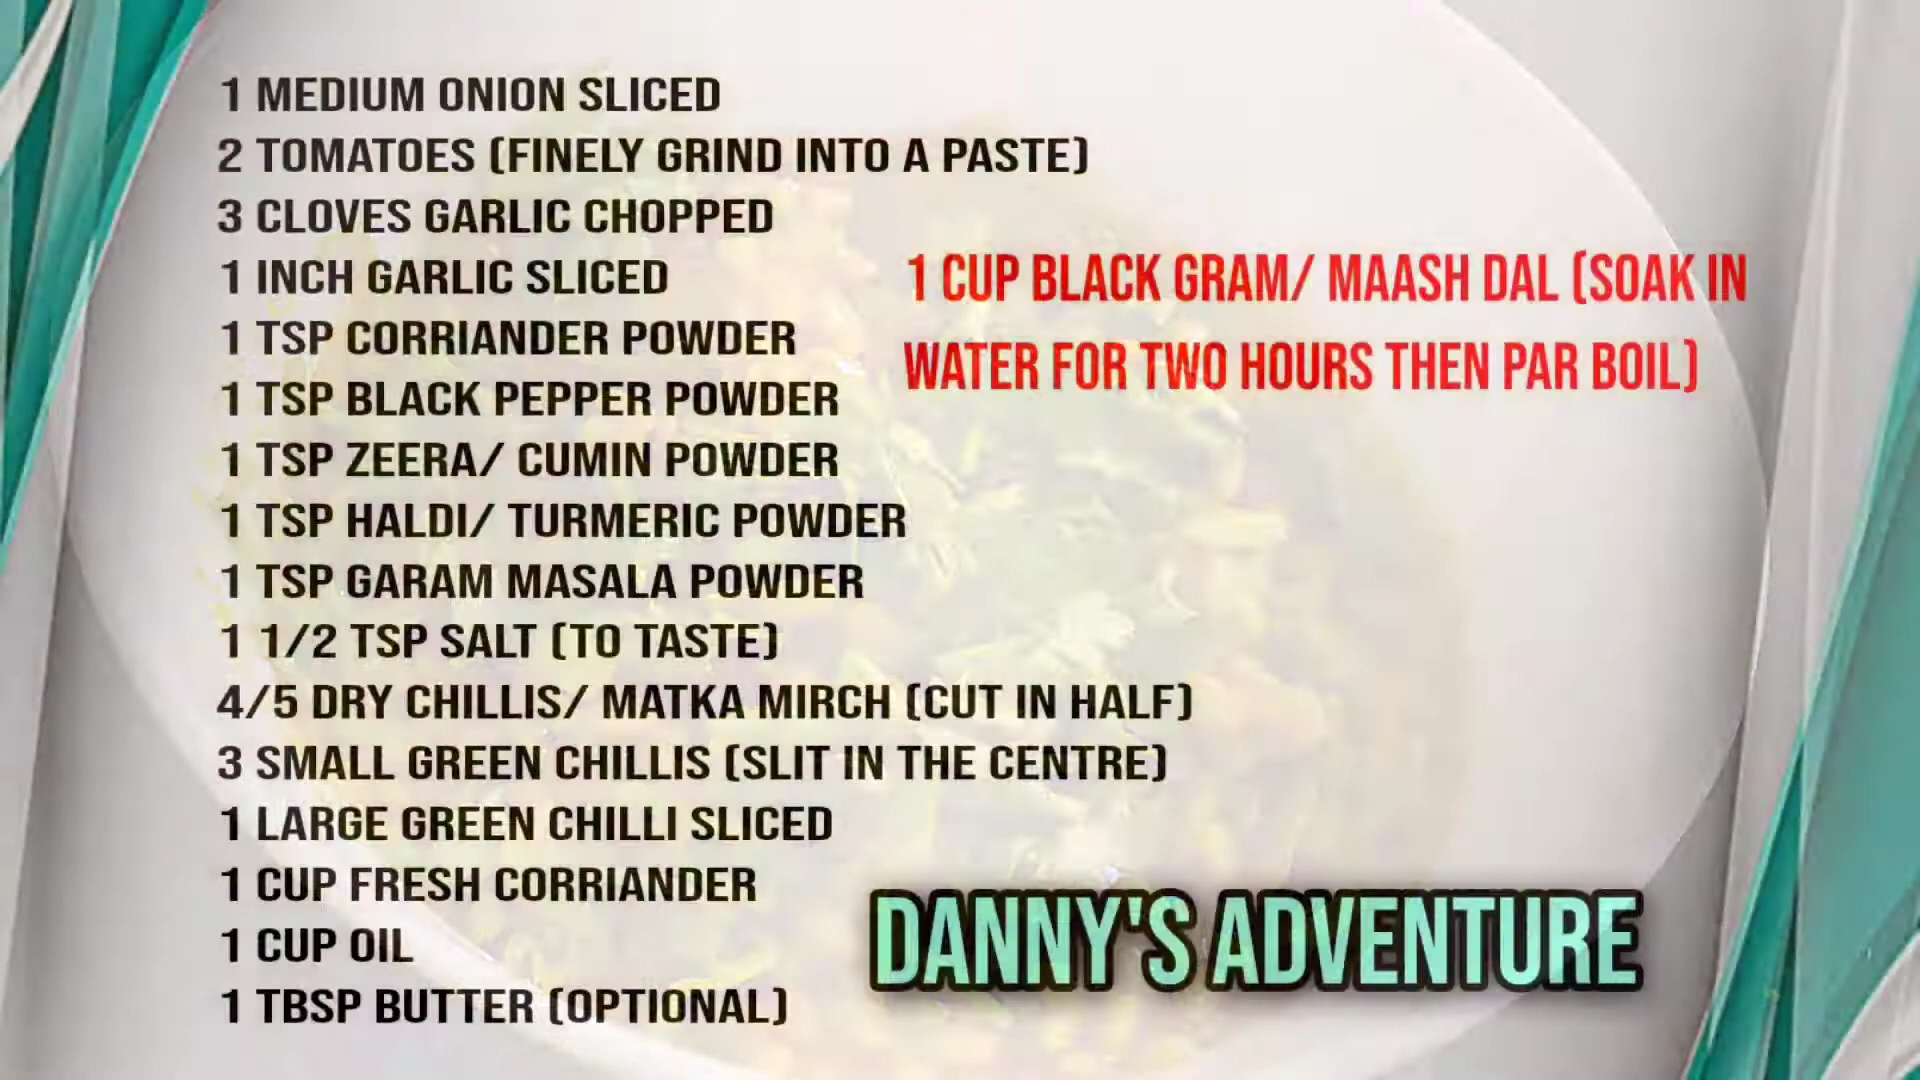 1 MEDIUM ONION SLICED
2 TOMATOES (FINELY GRIND INTO A PASTE)
3 CLOVES GARLIC CHOPPED
1 INCH GARLIC SLICED
1 TSP CORRIANDER POWDER
1 TSP BLACK PEPPER POWDER
1 TSP ZEERA/ CUMIN POWDER
1 TSP HALDI/ TURMERIC POWDER
1 TSP GARAM MASALA POWDER
1 1/2 TSP SALT (TO TASTE)
4/5 DRY CHILLIS/ MATKA MIRCH (CUT IN HALF)
3 SMALL GREEN CHILLIS (SLIT IN THE CENTRE)
1 LARGE GREEN CHILLI SLICED
1 CUP FRESH CORRIANDER
1 CUP OIL
1 TBSP BUTTER (OPTIONAL)
1 CUP BLACK GRAM/ MAASH DAL (SOAK IN
WATER FOR TWO HOURS THEN PAR BOIL)
DANNY'S ADVENTURE